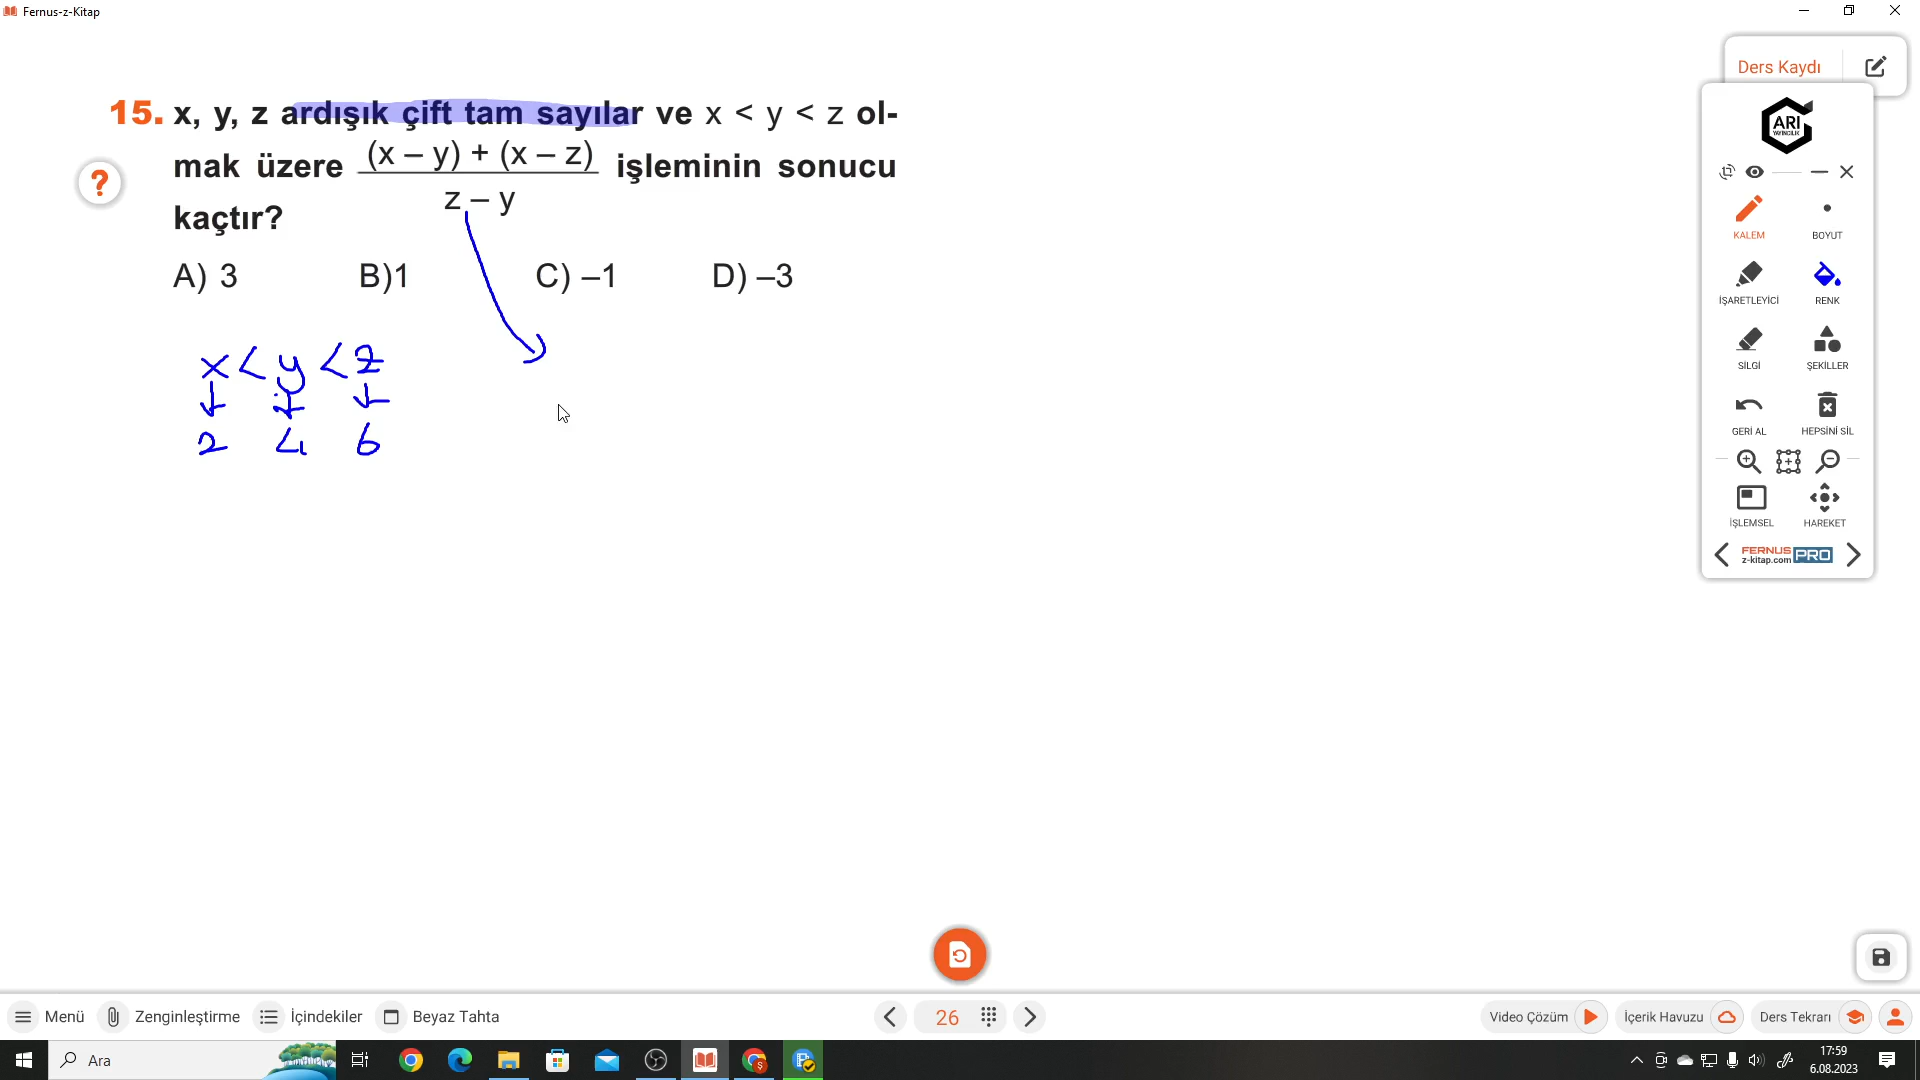 Fernus-z-Kitap
Ders Kaydı
15. x, y, z ardışık çift tam sayılar ve x < y < z ol-
mak üzere (x – y) + (x – z) işleminin sonucu
z – y
kaçtır?
A) 3 B)1 C) –1 D) –3
x < y < z
2 4 6
ARI
YAYINCILIK
KALEM BOYUT
İŞARETLEYİCİ RENK
SİLGİ ŞEKİLLER
GERİ AL HEPSİNİ SİL
İŞLEMSEL HAREKET
FERNUS PRO
z-kitap.com
Menü Zenginleştirme İçindekiler Beyaz Tahta 26 Video Çözüm İçerik Havuzu Ders Tekrarı
Ara 17:59
6.08.2023